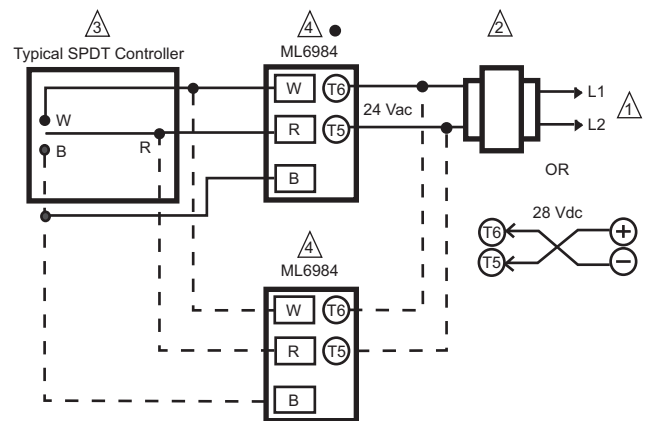 3
4
2
Typical SPDT Controller
ML6984
W
T6
L1
24 Vac
1
W
R
T5
L2
B
R
B
OR
28 Vdc
4
T6
+
ML6984
T5
−
W
T6
R
T5
B